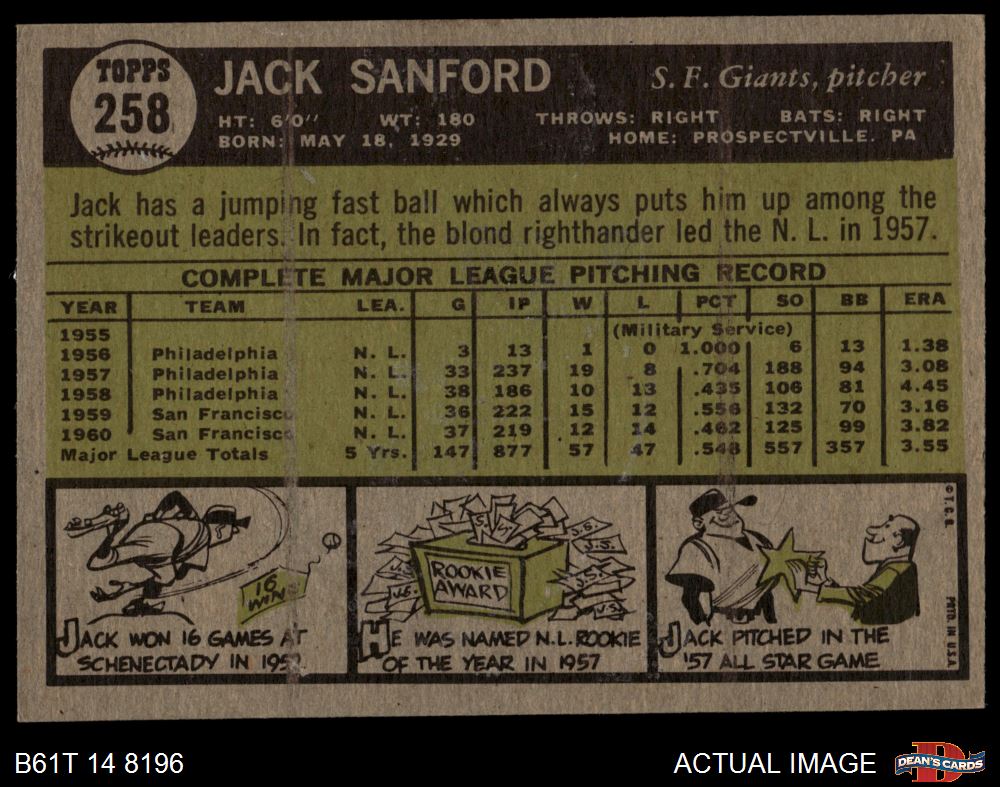 TOPPS
258
JACK SANFORD
S. F. Giants, pitcher
HT: 6'0" WT: 180 THROWS: RIGHT BATS: RIGHT
BORN: MAY 18, 1929 HOME: PROSPECTVILLE. PA
Jack has a jumping fast ball which always puts him up among the
strikeout leaders. In fact, the blond righthander led the N. L. in 1957.
COMPLETE MAJOR LEAGUE PITCHING RECORD
YEAR TEAM LEA. G IP W L PCT SO BB ERA
1955 (Military Service)
1956 Philadelphia N. L. 3 13 1 0 1.000 6 13 1.38
1957 Philadelphia N. L. 33 237 19 8 .704 188 94 3.08
1958 Philadelphia N. L. 38 186 10 13 .435 106 81 4.45
1959 San Francisco N. L. 36 222 15 12 .556 132 70 3.16
1960 San Francisco N. L. 37 219 12 14 .462 125 99 3.82
Major League Totals 5 Yrs. 147 877 57 47 .548 557 357 3.55
16
WINS
JACK WON 16 GAMES AT
SCHENECTADY IN
J.S.
J.S.
J.S.
J.S.
ROOKIE
AWARD
HE WAS NAMED N.L. ROOKIE
OF THE YEAR IN 1957
JACK PITCHED IN THE
'57 ALL STAR GAME
© T.C.G.
PRTD. IN U.S.A.
B61T 14 8196
ACTUAL IMAGE
DEAN'S CARDS